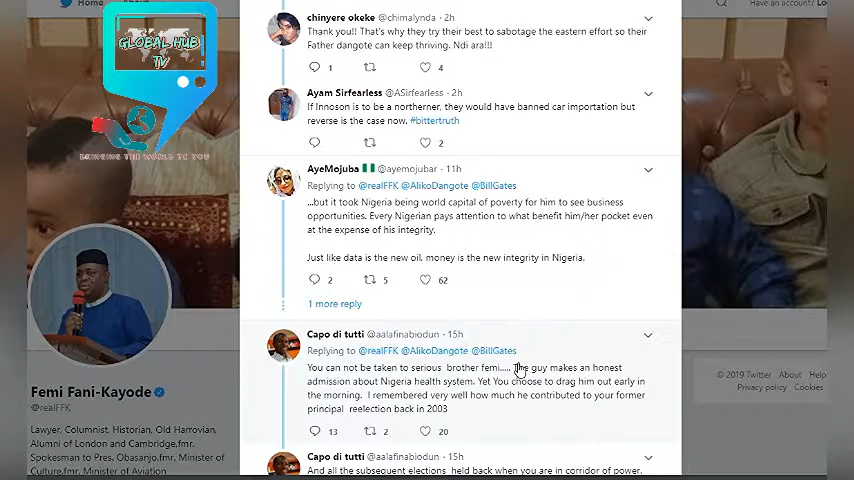 GLOBAL HUB
TV
BRINGING THE WORLD TO YOU
Home
Have an account? Lo
chinyere okeke @chimalynda · 2h
Thank you!! That's why they try their best to sabotage the eastern effort so their
Father dangote can keep thriving. Ndi ara!!!
1 4
Ayam Sirfearless @ASirfearless · 2h
If Innoson is to be a northerner, they would have banned car importation but
reverse is the case now. #bittertruth
2
AyeMojuba @ayemojubar · 11h
Replying to @realFFK @AlikoDangote @BillGates
...but it took Nigeria being world capital of poverty for him to see business
opportunities. Every Nigerian pays attention to what benefit him/her pocket even
at the expense of his integrity.
Just like data is the new oil, money is the new integrity in Nigeria.
2 5 62
1 more reply
Capo di tutti @aalafinabiodun · 15h
Replying to @realFFK @AlikoDangote @BillGates
You can not be taken to serious brother femi..... guy makes an honest
admission about Nigeria health system. Yet You choose to drag him out early in
the morning. I remembered very well how much he contributed to your former
principal reelection back in 2003
13 2 20
Capo di tutti @aalafinabiodun · 15h
And all the subsequent elections held back when you are in corridor of power.
Femi Fani-Kayode
@realFFK
Lawyer, Columnist, Historian, Old Harrovian,
Alumni of London and Cambridge.fmr.
Spokesman to Pres. Obasanjo.fmr. Minister of
Culture.fmr. Minister of Aviation
© 2019 Twitter About Help
Privacy policy Cookies